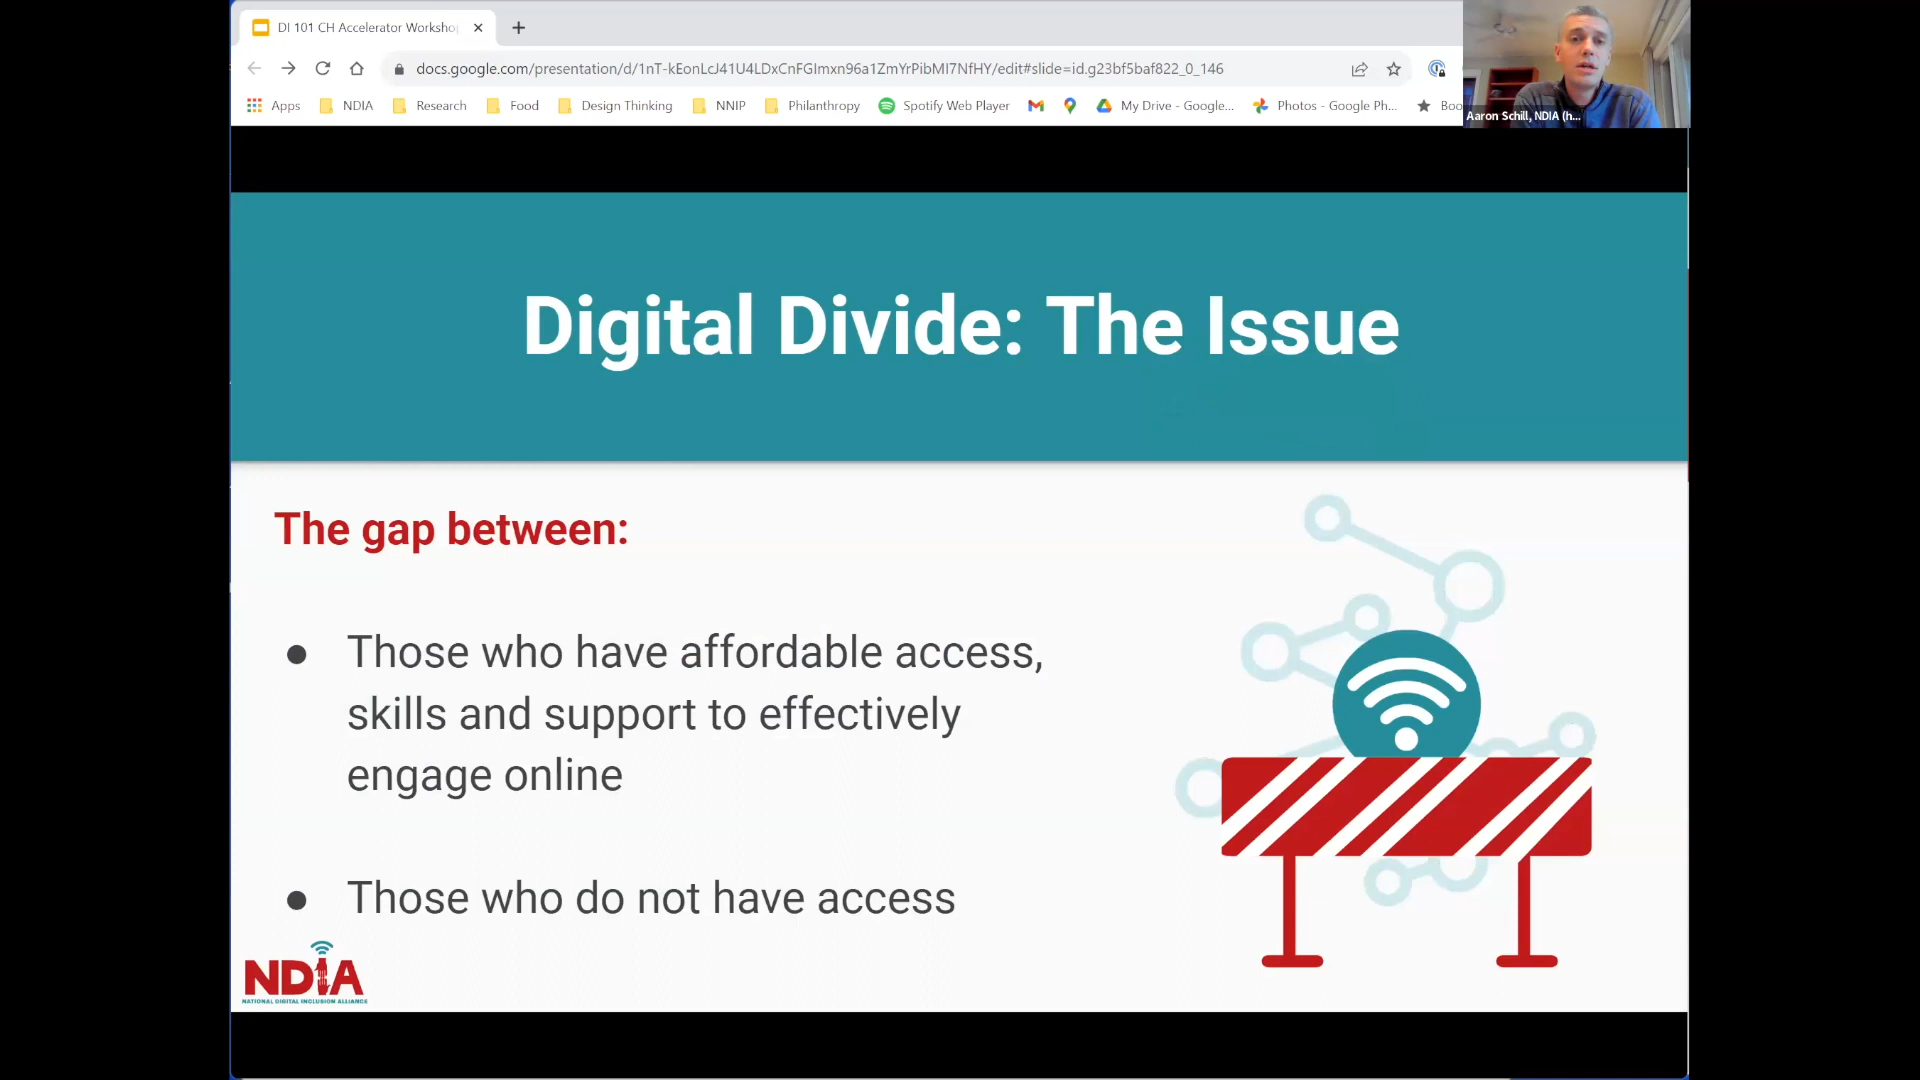 DI 101 CH Accelerator Worksho
docs.google.com/presentation/d/1nT-kEonLcJ41U4LDxCnFGImxn96a1ZmYrPibMI7NfHY/edit#slide=id.g23bf5baf822_0_146
Apps NDIA Research Food Design Thinking NNIP Philanthropy Spotify Web Player My Drive - Google... Photos - Google Ph... Boo
Aaron Schill, NDIA (h...
Digital Divide: The Issue
The gap between:
● Those who have affordable access,
skills and support to effectively
engage online
● Those who do not have access
NDIA
NATIONAL DIGITAL INCLUSION ALLIANCE